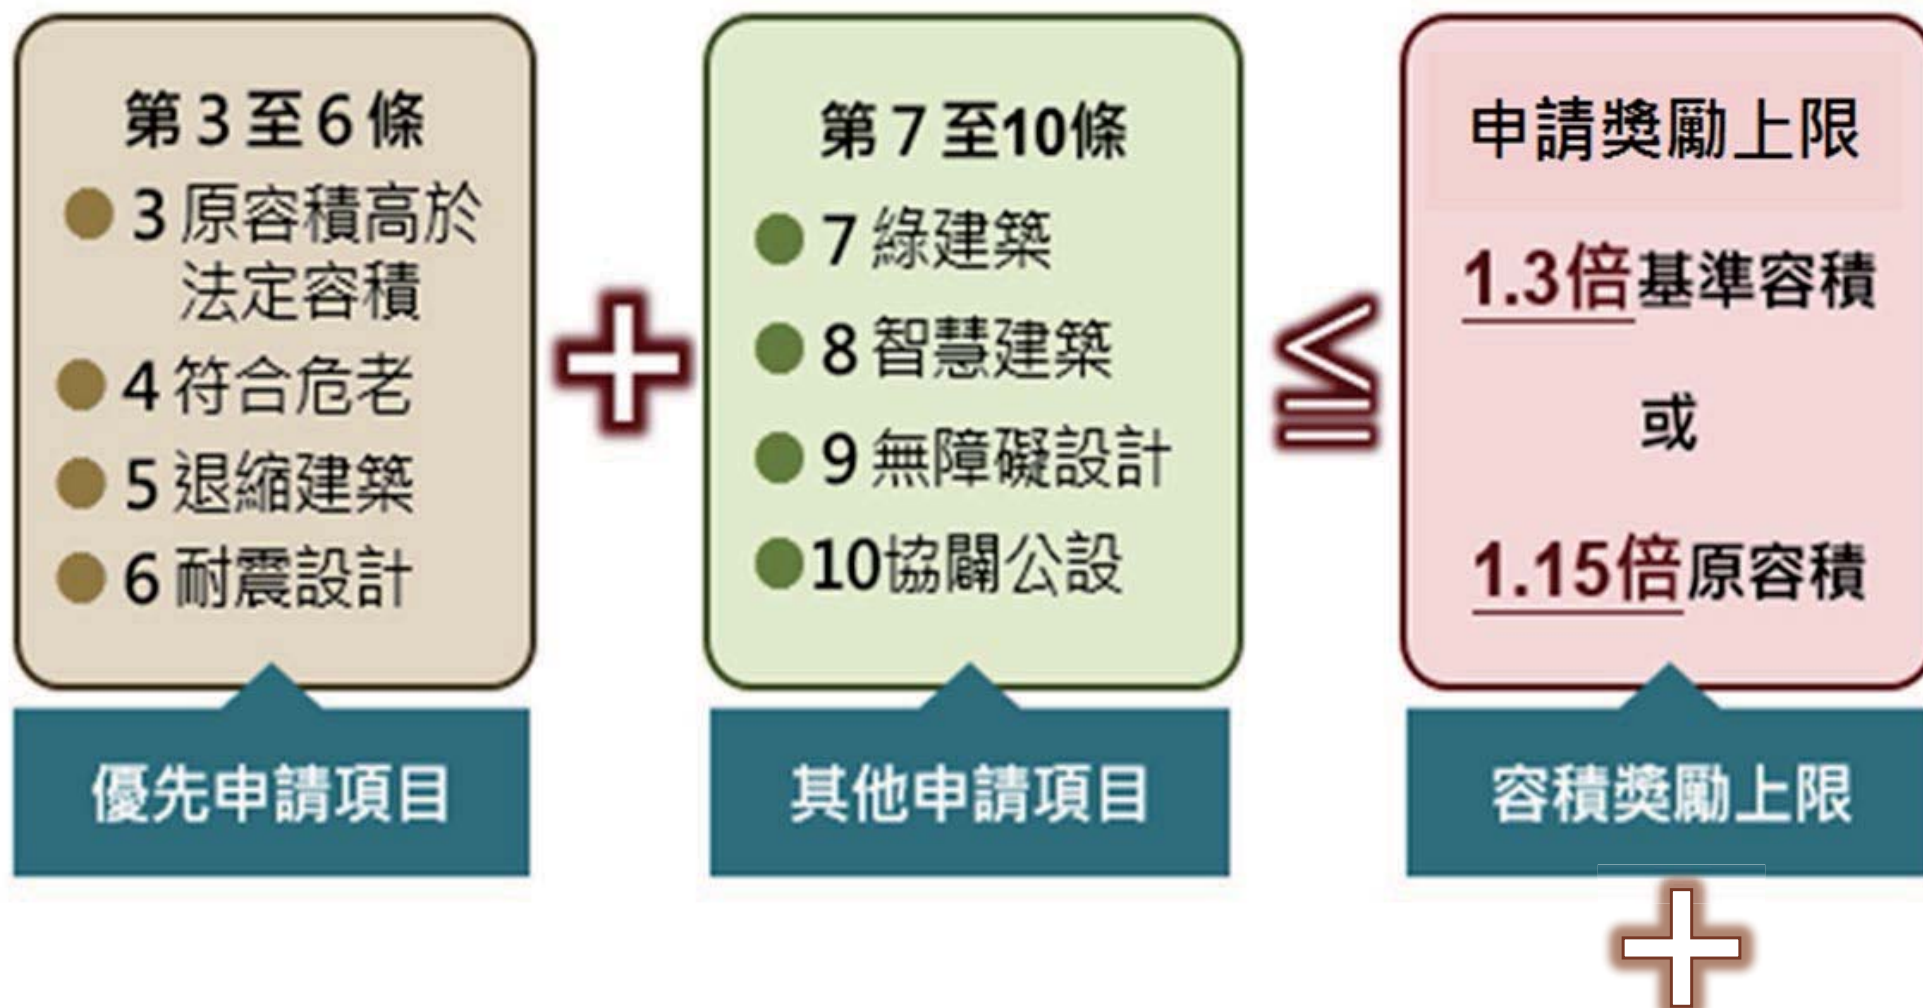 第3至6條
3 原容積高於
法定容積
4 符合危老
5 退縮建築
6 耐震設計
優先申請項目
+
第7至10條
7 綠建築
8 智慧建築
9 無障礙設計
10協闢公設
其他申請項目
≦
申請獎勵上限
1.3倍基準容積
或
1.15倍原容積
容積獎勵上限
+